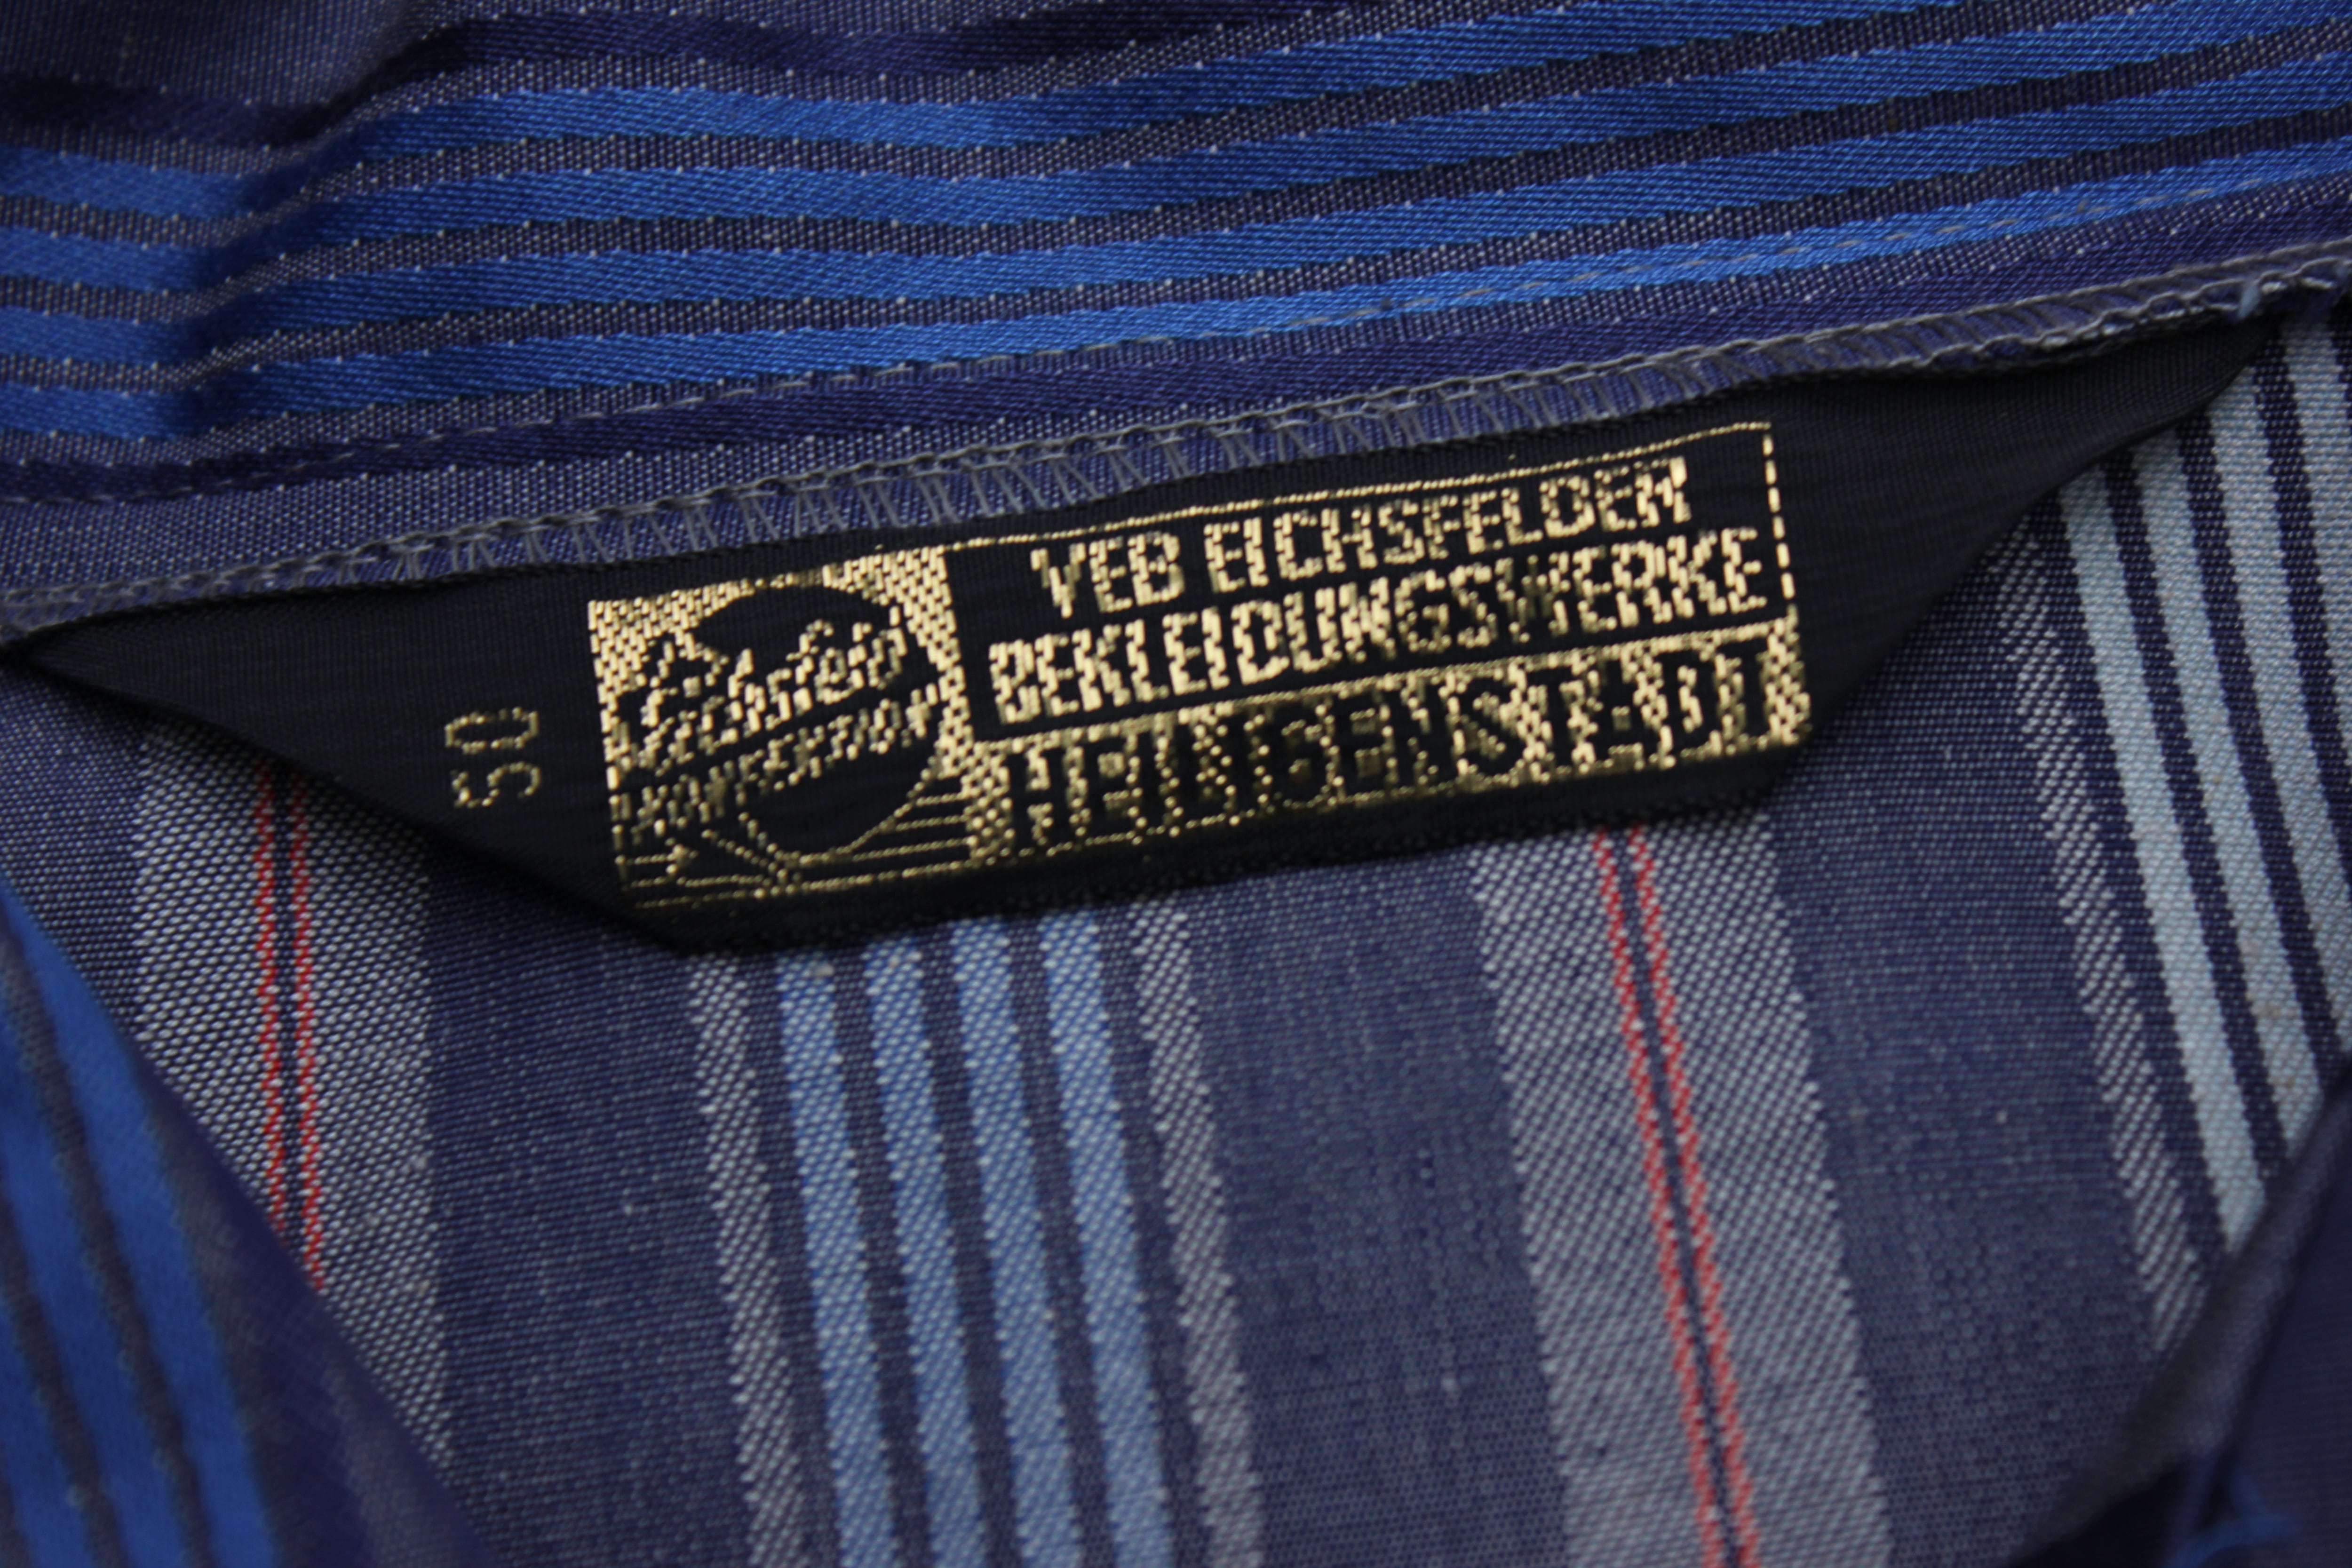 50
Eichsfeld
KONFEKTION
VEB EICHSFELDER
BEKLEIDUNGSWERKE
HEILIGENSTADT